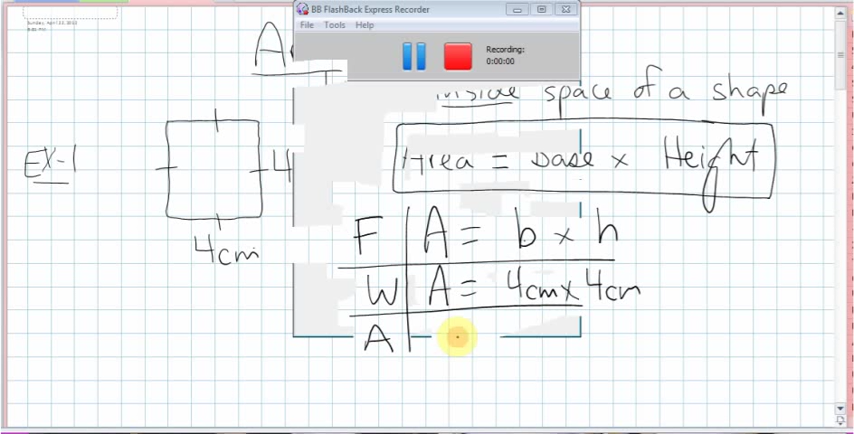 BB FlashBack Express Recorder
File Tools Help
Recording:
0:00:00
inside space of a shape
EX-1
4
4cm
Area = Base x Height
F A = b x h
W A = 4cm x 4cm
A